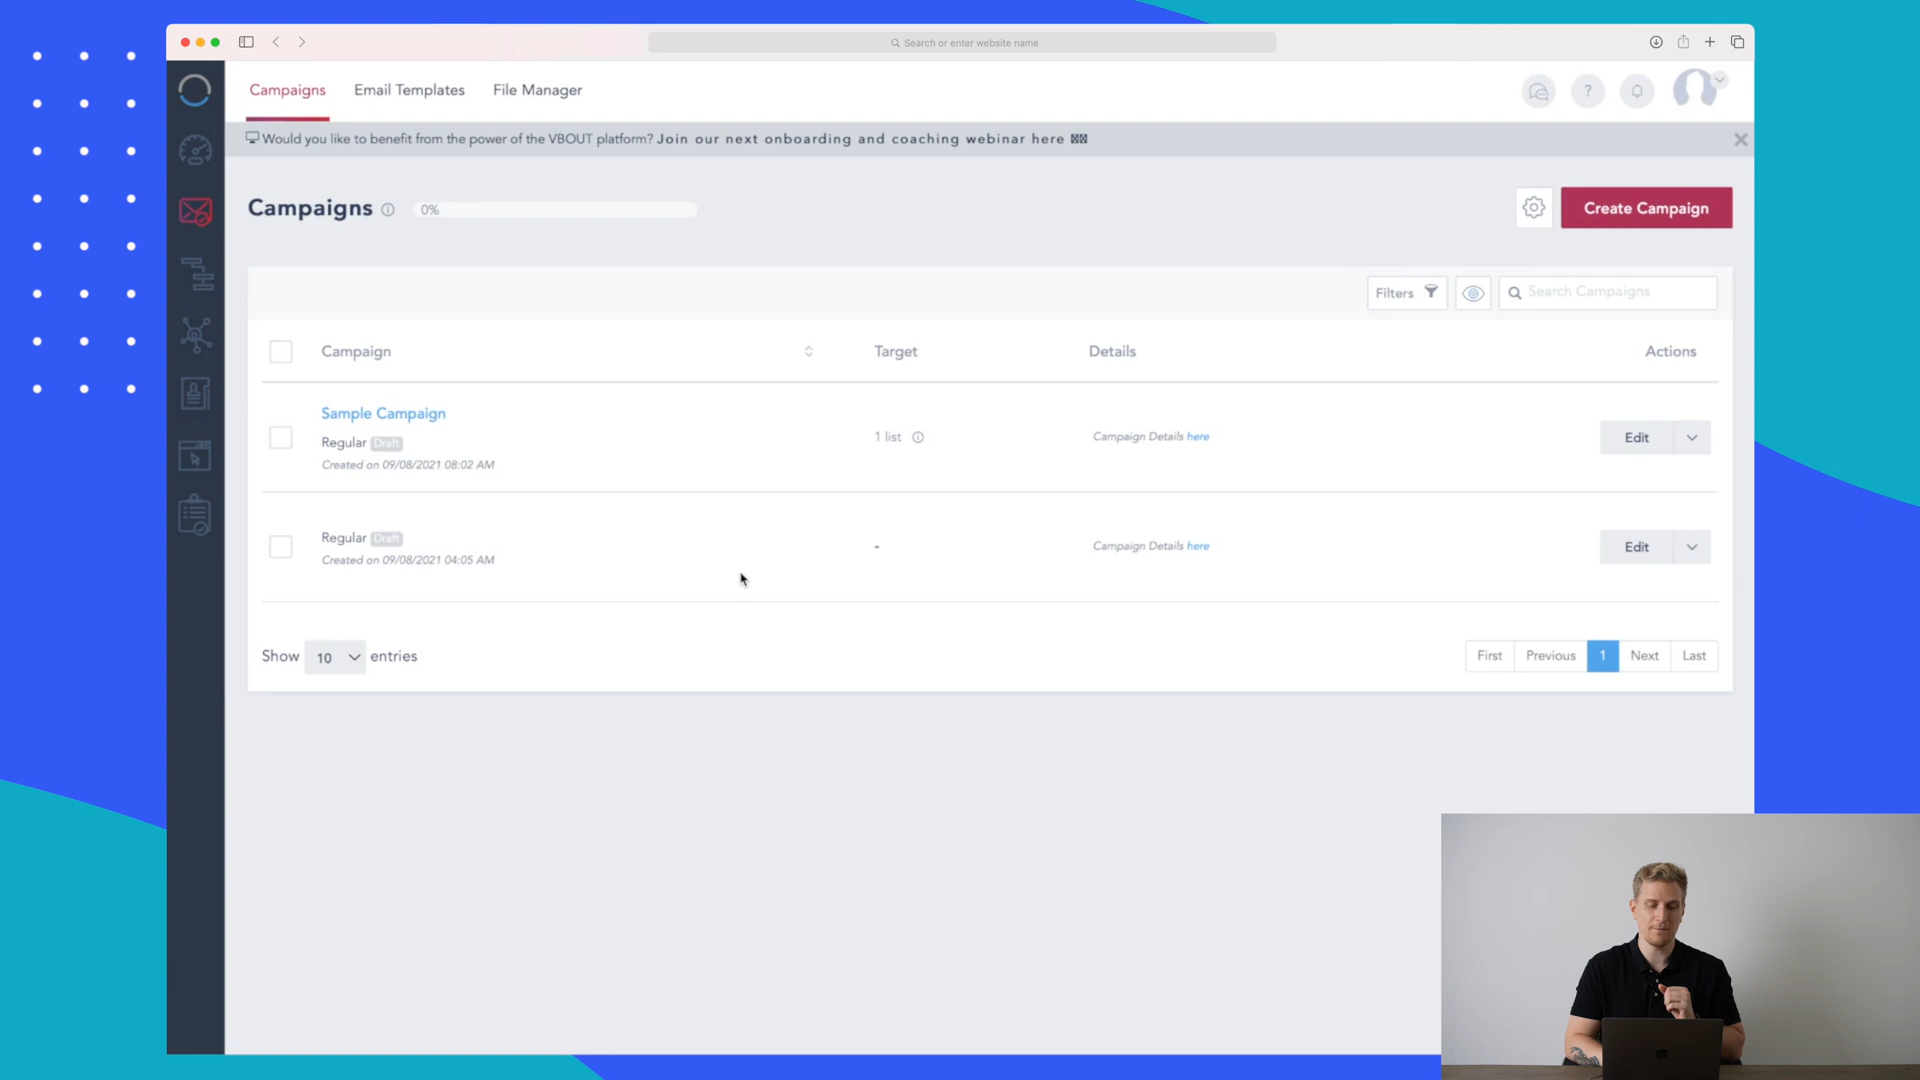 Search or enter website name
Campaigns Email Templates File Manager
?
Would you like to benefit from the power of the VBOUT platform? Join our next onboarding and coaching webinar here
Campaigns 0%
Create Campaign
Filters Search Campaigns
Campaign Target Details Actions
Sample Campaign
Regular Draft
Created on 09/08/2021 08:02 AM
1 list
Campaign Details here
Edit
Regular Draft
Created on 09/08/2021 04:05 AM
-
Campaign Details here
Edit
Show 10 entries
First Previous 1 Next Last